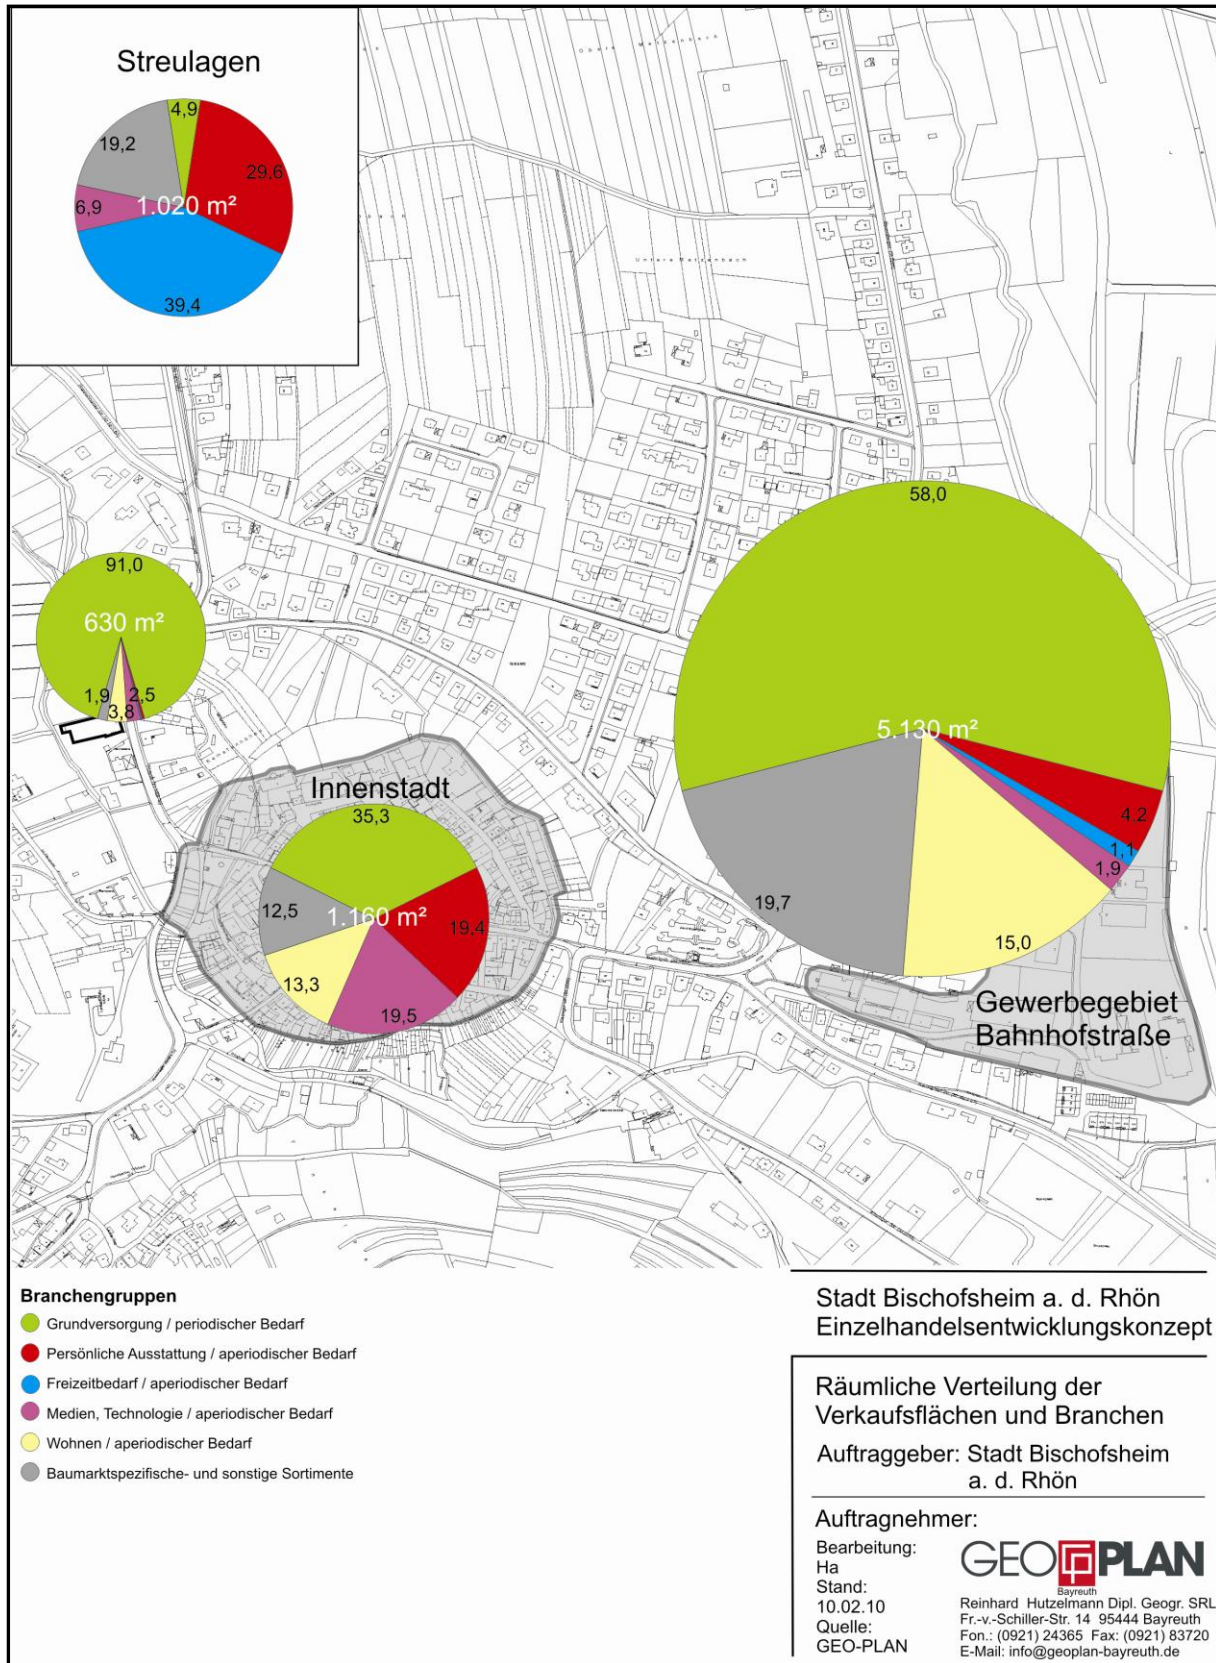 Streulagen
4,9
19,2
29,6
6,9
1.020 m²
39,4
Obere Metzenbach
Untere Metzenbach
58,0
91,0
630 m²
1,9
2,5
3,8
5.130 m²
4.2
1,1
1,9
19,7
15,0
Innenstadt
35,3
12,5
1.160 m²
19,4
13,3
19,5
Gewerbegebiet
Bahnhofstraße
Branchengruppen
Grundversorgung / periodischer Bedarf
Persönliche Ausstattung / aperiodischer Bedarf
Freizeitbedarf / aperiodischer Bedarf
Medien, Technologie / aperiodischer Bedarf
Wohnen / aperiodischer Bedarf
Baumarktspezifische- und sonstige Sortimente
Stadt Bischofsheim a. d. Rhön
Einzelhandelsentwicklungskonzept
Räumliche Verteilung der
Verkaufsflächen und Branchen
Auftraggeber: Stadt Bischofsheim
a. d. Rhön
Auftragnehmer:
Bearbeitung:
Ha
Stand:
10.02.10
Quelle:
GEO-PLAN
GEO PLAN
Bayreuth
Reinhard Hutzelmann Dipl. Geogr. SRL
Fr.-v.-Schiller-Str. 14 95444 Bayreuth
Fon.: (0921) 24365 Fax: (0921) 83720
E-Mail: info@geoplan-bayreuth.de